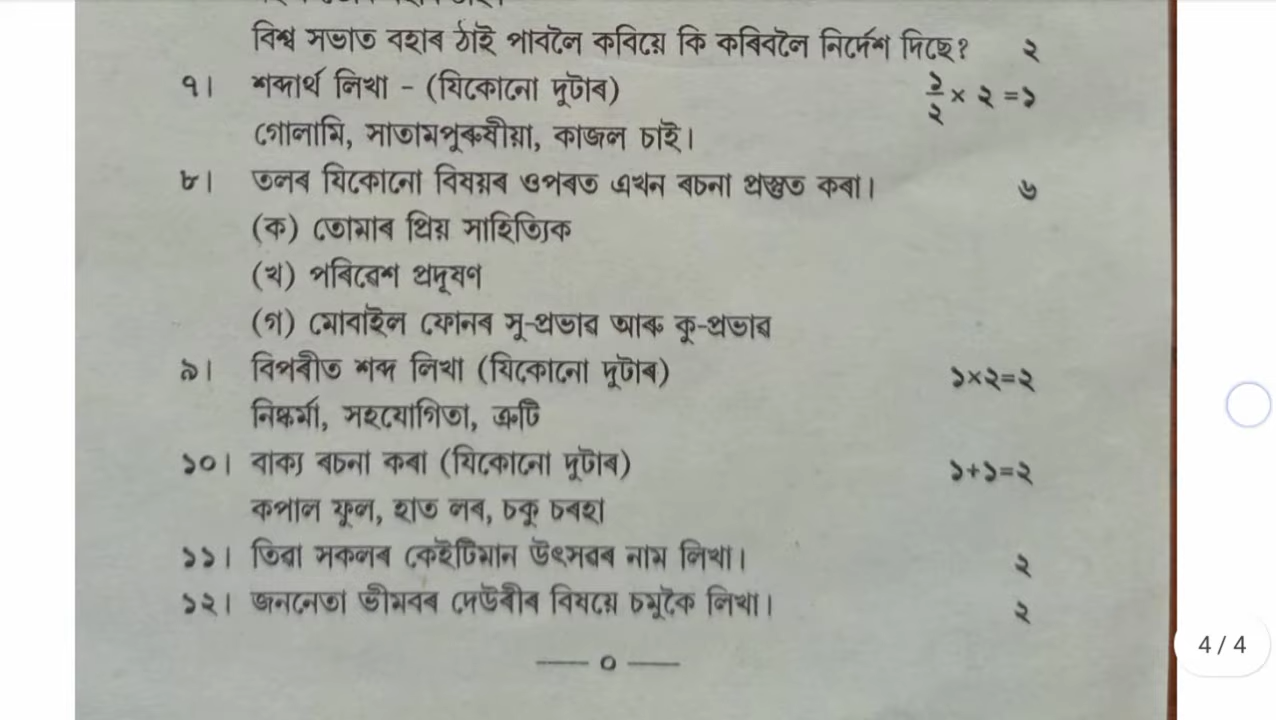 বিশ্ব সভাত বহাৰ ঠাই পাবলৈ কবিয়ে কি কৰিবলৈ নিৰ্দেশ দিছে? ২
৭। শব্দাৰ্থ লিখা - (যিকোনো দুটাৰ) ১/২ × ২ =১
গোলামি, সাতামপুৰুষীয়া, কাজল চাই।
৮। তলৰ যিকোনো বিষয়ৰ ওপৰত এখন ৰচনা প্ৰস্তুত কৰা। ৬
(ক) তোমাৰ প্ৰিয় সাহিত্যিক
(খ) পৰিৱেশ প্ৰদূষণ
(গ) মোবাইল ফোনৰ সু-প্ৰভাৱ আৰু কু-প্ৰভাৱ
৯। বিপৰীত শব্দ লিখা (যিকোনো দুটাৰ) ১×২=২
নিষ্কৰ্মা, সহযোগিতা, ত্ৰুটি
১০। বাক্য ৰচনা কৰা (যিকোনো দুটাৰ) ১+১=২
কপাল ফুল, হাত লৰ, চকু চৰহা
১১। তিৱা সকলৰ কেইটিমান উৎসৱৰ নাম লিখা। ২
১২। জননেতা ভীমবৰ দেউৰীৰ বিষয়ে চমুকৈ লিখা। ২
— ০ —
4 / 4